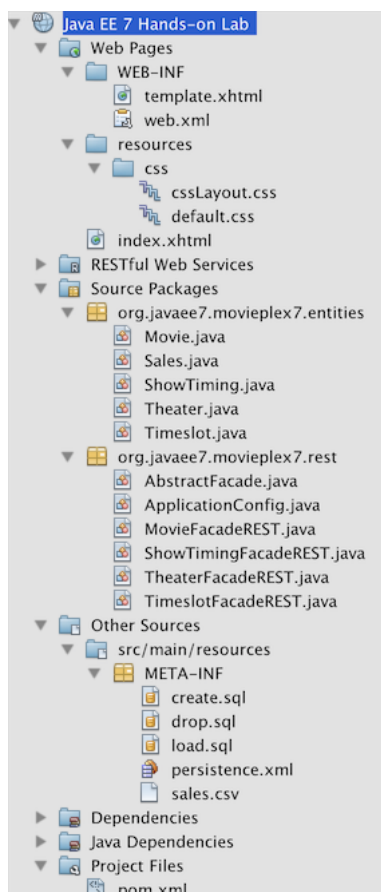 Java EE 7 Hands-on Lab
Web Pages
WEB-INF
template.xhtml
web.xml
resources
css
cssLayout.css
default.css
index.xhtml
RESTful Web Services
Source Packages
org.javaee7.movieplex7.entities
Movie.java
Sales.java
ShowTiming.java
Theater.java
Timeslot.java
org.javaee7.movieplex7.rest
AbstractFacade.java
ApplicationConfig.java
MovieFacadeREST.java
ShowTimingFacadeREST.java
TheaterFacadeREST.java
TimeslotFacadeREST.java
Other Sources
src/main/resources
META-INF
create.sql
drop.sql
load.sql
persistence.xml
sales.csv
Dependencies
Java Dependencies
Project Files
pom.xml